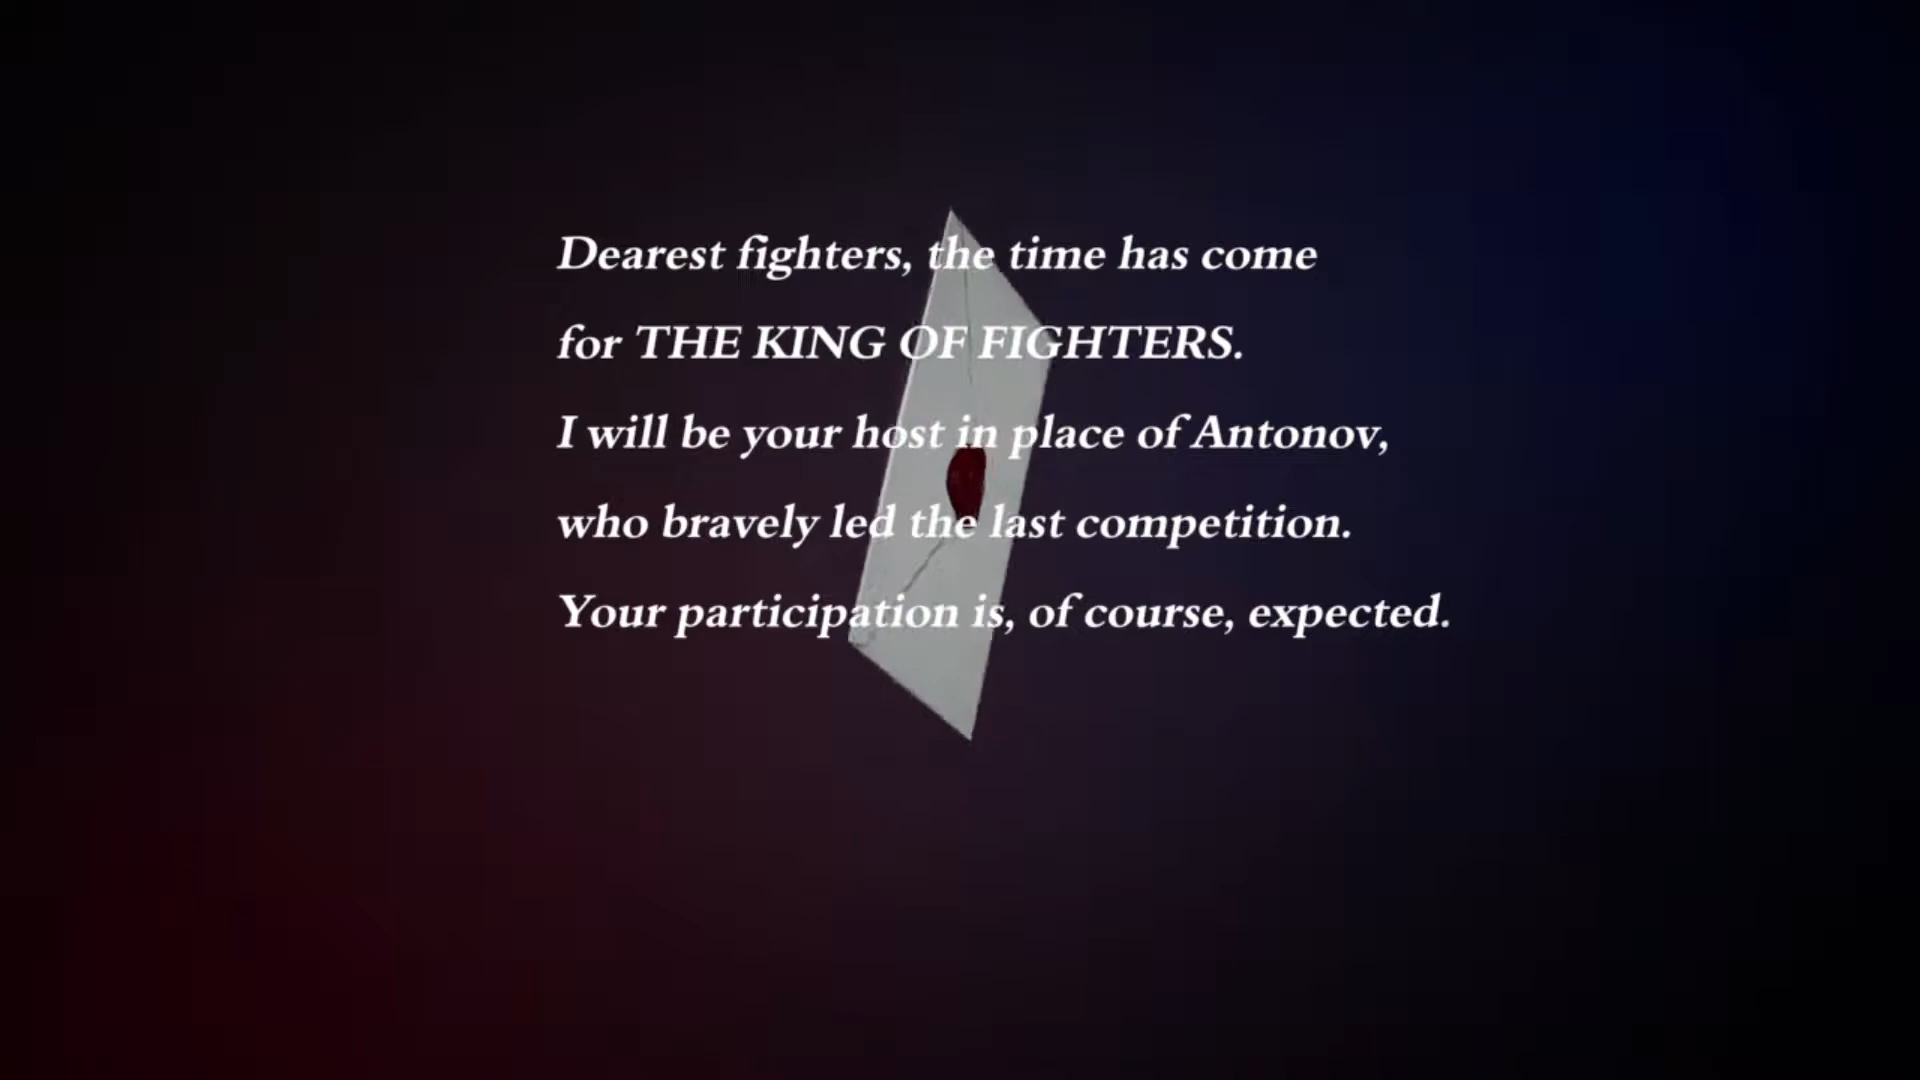 Dearest fighters, the time has come
for THE KING OF FIGHTERS.
I will be your host in place of Antonov,
who bravely led the last competition.
Your participation is, of course, expected.